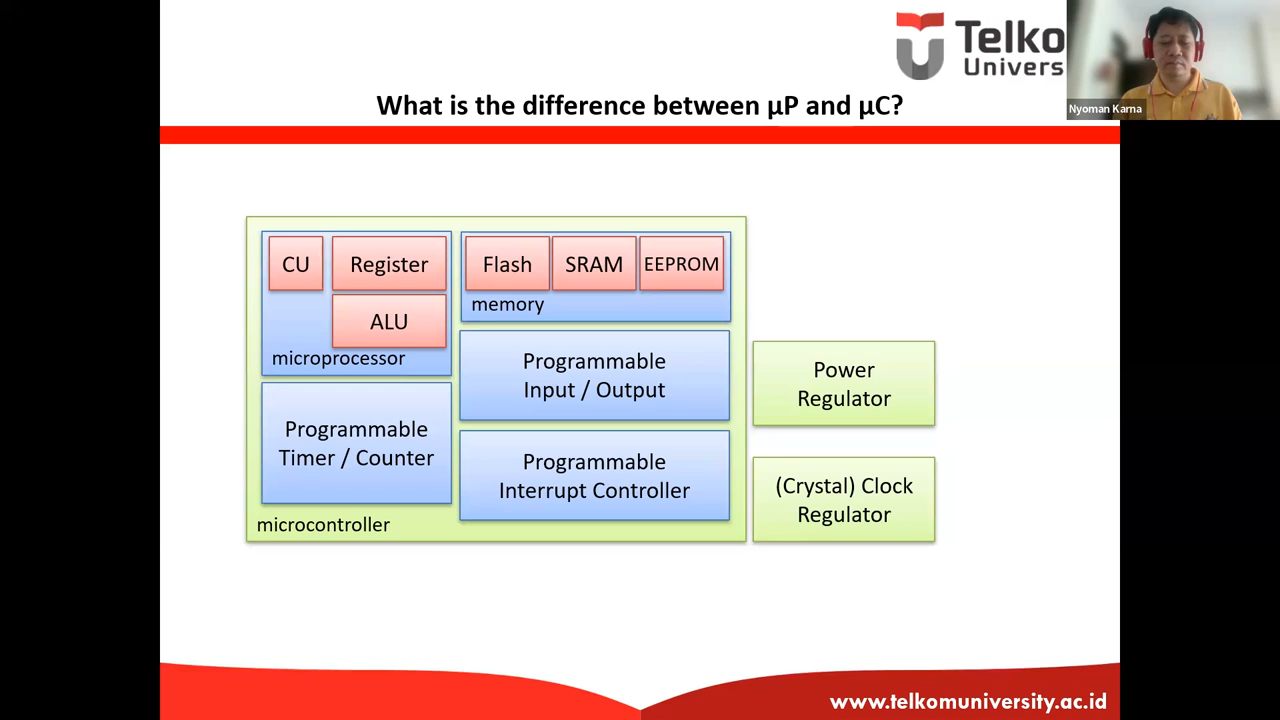 Telko
Univers
Nyoman Karna
What is the difference between µP and µC?
CU
Register
ALU
microprocessor
Flash
SRAM
EEPROM
memory
Programmable
Input / Output
Programmable
Timer / Counter
Programmable
Interrupt Controller
microcontroller
Power
Regulator
(Crystal) Clock
Regulator
www.telkomuniversity.ac.id